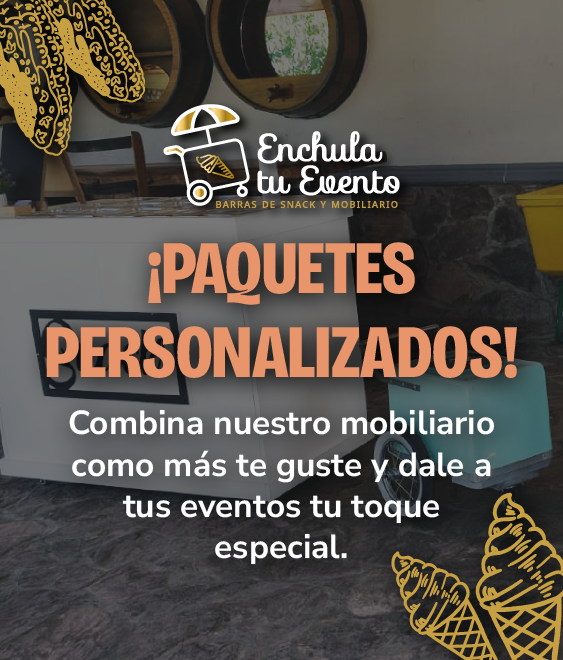 Enchula
tu Evento
BARRAS DE SNACK Y MOBILIARIO
¡PAQUETES
PERSONALIZADOS!
Combina nuestro mobiliario
como más te guste y dale a
tus eventos tu toque
especial.